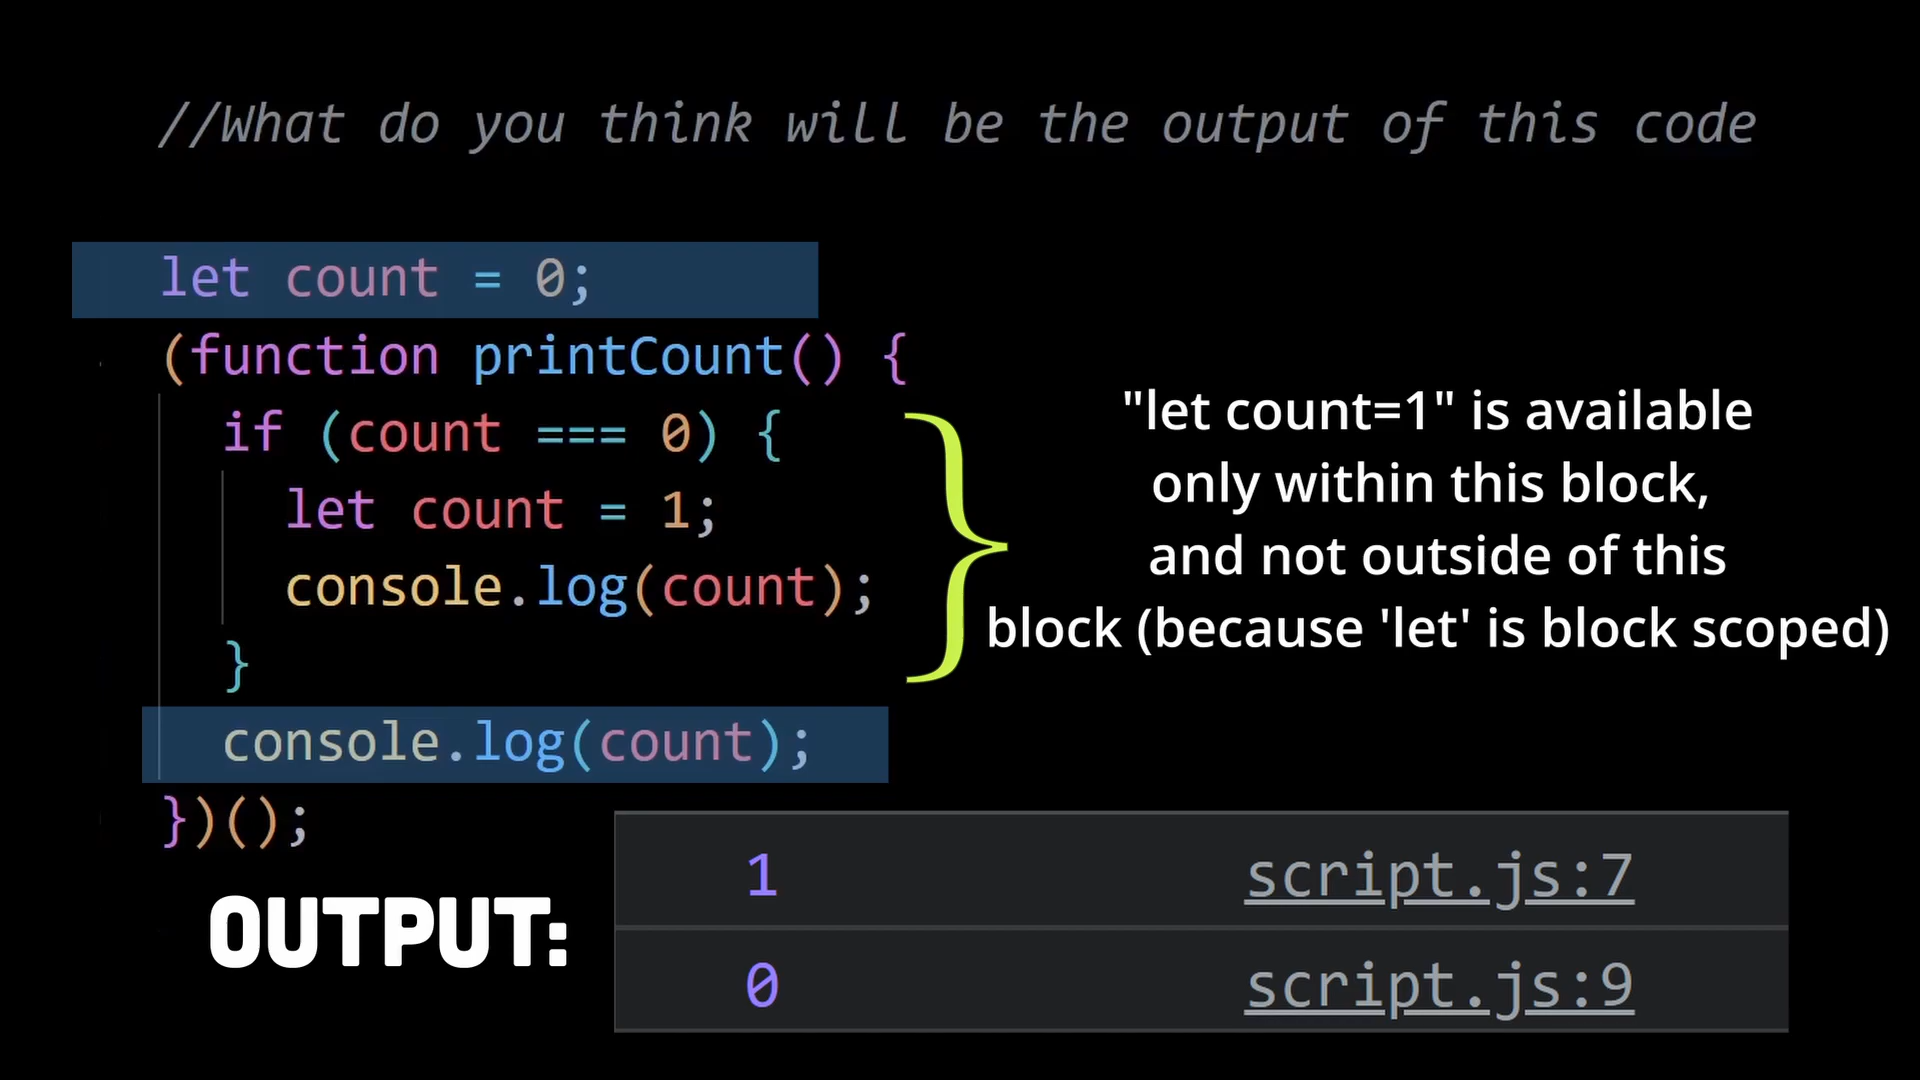 //What do you think will be the output of this code
let count = 0;
(function printCount() {
if (count === 0) {
let count = 1;
console.log(count);
}
console.log(count);
})();
"let count=1" is available
only within this block,
and not outside of this
block (because 'let' is block scoped)
OUTPUT:
1 script.js:7
0 script.js:9